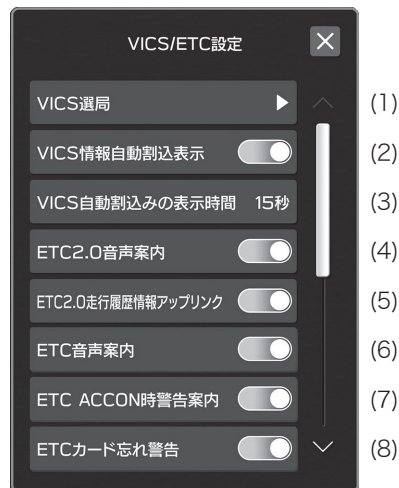 VICS/ETC設定
VICS選局 (1)
VICS情報自動割込表示 (2)
VICS自動割込みの表示時間 15秒 (3)
ETC2.0音声案内 (4)
ETC2.0走行履歴情報アップリンク (5)
ETC音声案内 (6)
ETC ACCON時警告案内 (7)
ETCカード忘れ警告 (8)